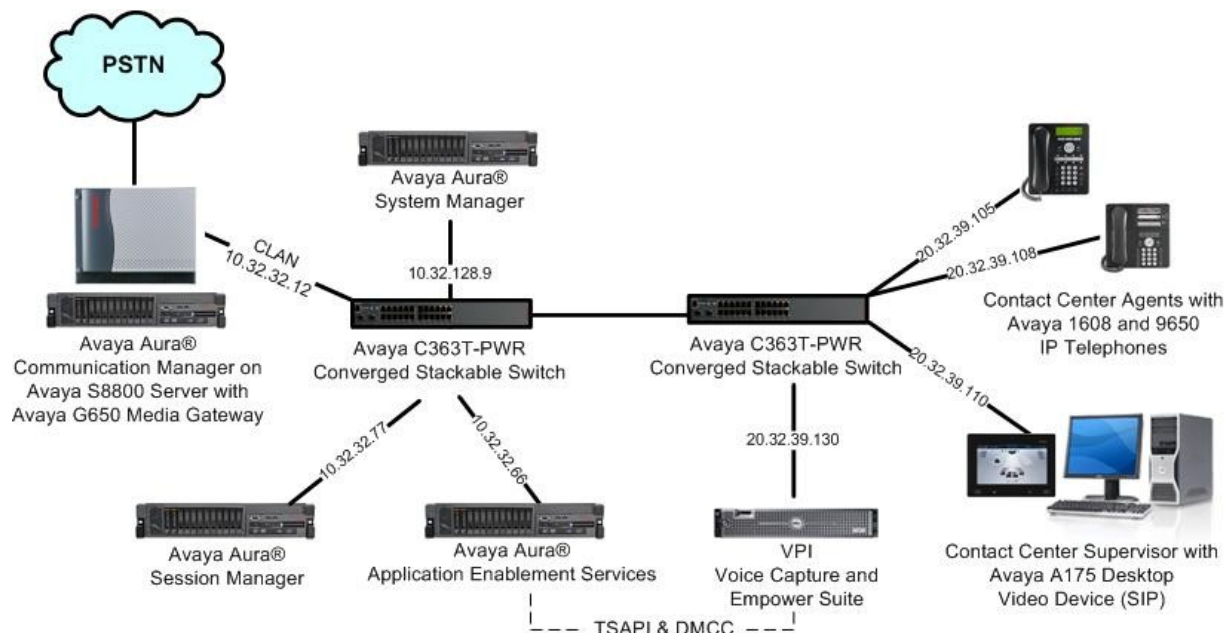 PSTN
Avaya Aura®
System Manager
CLAN
10.32.32.12
10.32.128.9
20.32.39.105
20.32.39.108
Contact Center Agents with
Avaya 1608 and 9650
IP Telephones
Avaya Aura®
Communication Manager on
Avaya S8800 Server with
Avaya G650 Media Gateway
Avaya C363T-PWR
Converged Stackable Switch
Avaya C363T-PWR
Converged Stackable Switch
20.32.39.110
10.32.32.77
10.32.32.66
20.32.39.130
Avaya Aura®
Session Manager
Avaya Aura®
Application Enablement Services
VPI
Voice Capture and
Empower Suite
Contact Center Supervisor with
Avaya A175 Desktop
Video Device (SIP)
TSAPI & DMCC